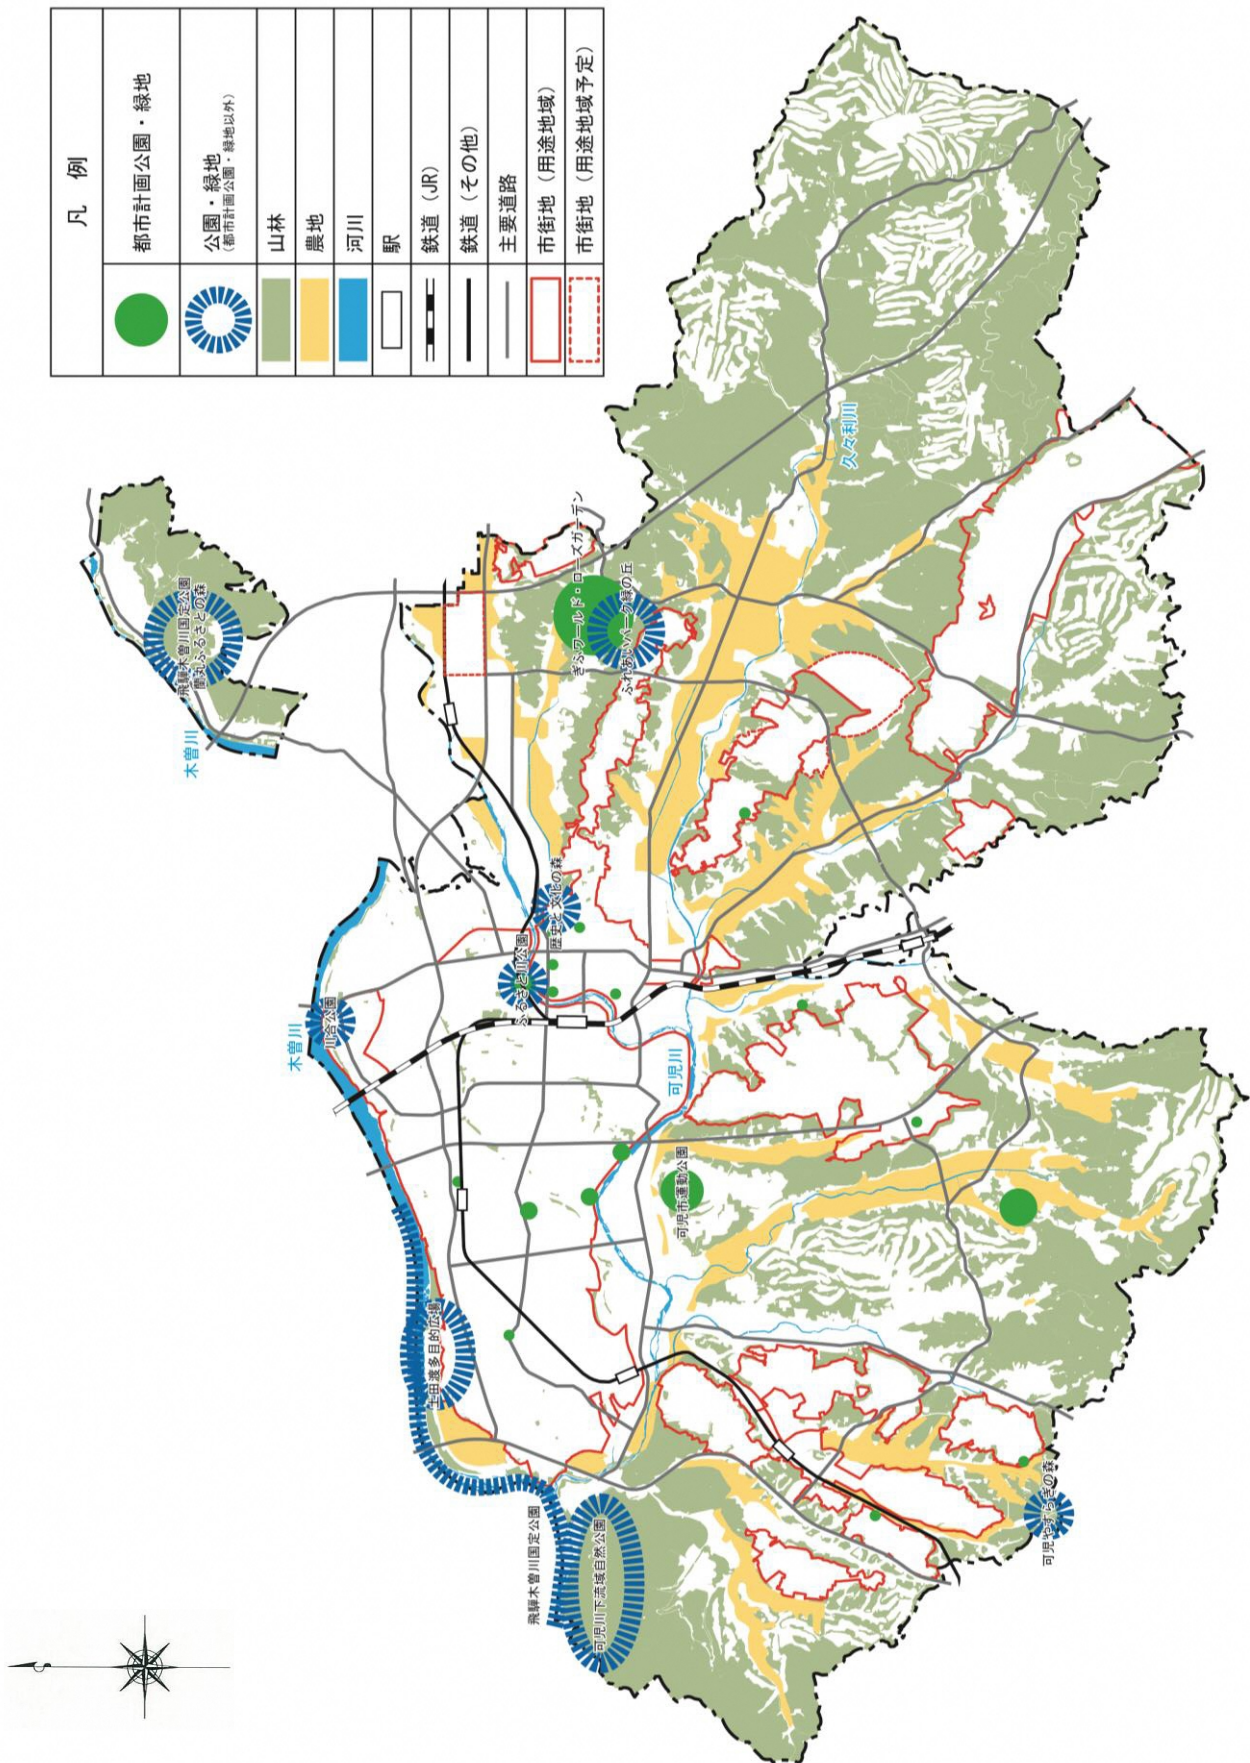 凡 例
都市計画公園・緑地
公園・緑地
(都市計画公園・緑地以外)
山林
農地
河川
駅
鉄道（JR）
鉄道（その他）
主要道路
市街地（用途地域）
市街地（用途地域予定）
飛騨木曽川国定公園
蘭丸ふるさとの森
木曽川
木曽川
川合公園
ふるさと川公園
歴史と文化の森
ぎふワールド・ローズガーデン
ふれあいパーク緑の丘
久々利川
可児川
可児市運動公園
土田渡多目的広場
飛騨木曽川国定公園
可児川下流域自然公園
可児やすらぎの森